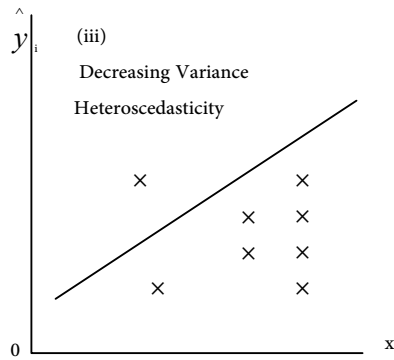 ŷi
(iii)
Decreasing Variance
Heteroscedasticity
0
x